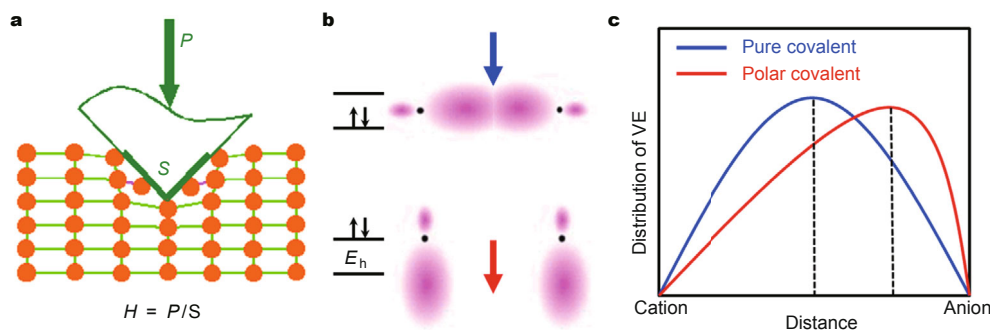 a
P
S
H = P/S
b
E_h
c
Pure covalent
Polar covalent
Distribution of VE
Cation
Anion
Distance